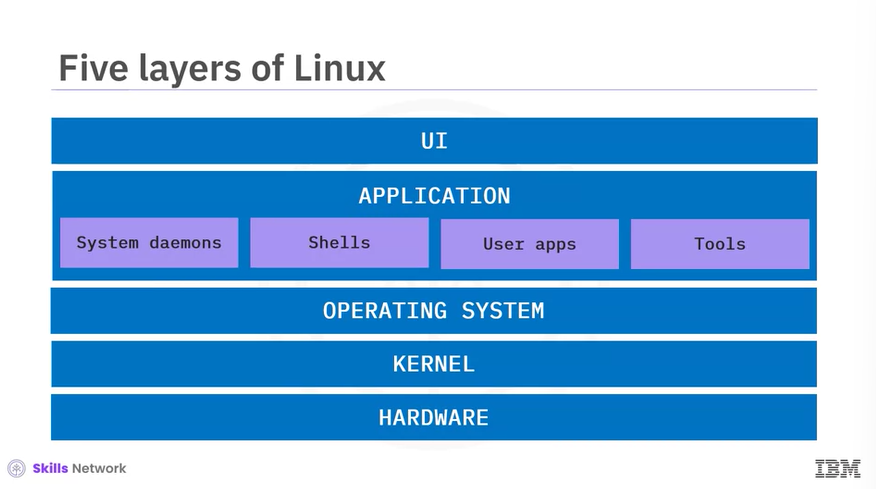 Five layers of Linux
UI
APPLICATION
System daemons
Shells
User apps
Tools
OPERATING SYSTEM
KERNEL
HARDWARE
Skills Network
IBM